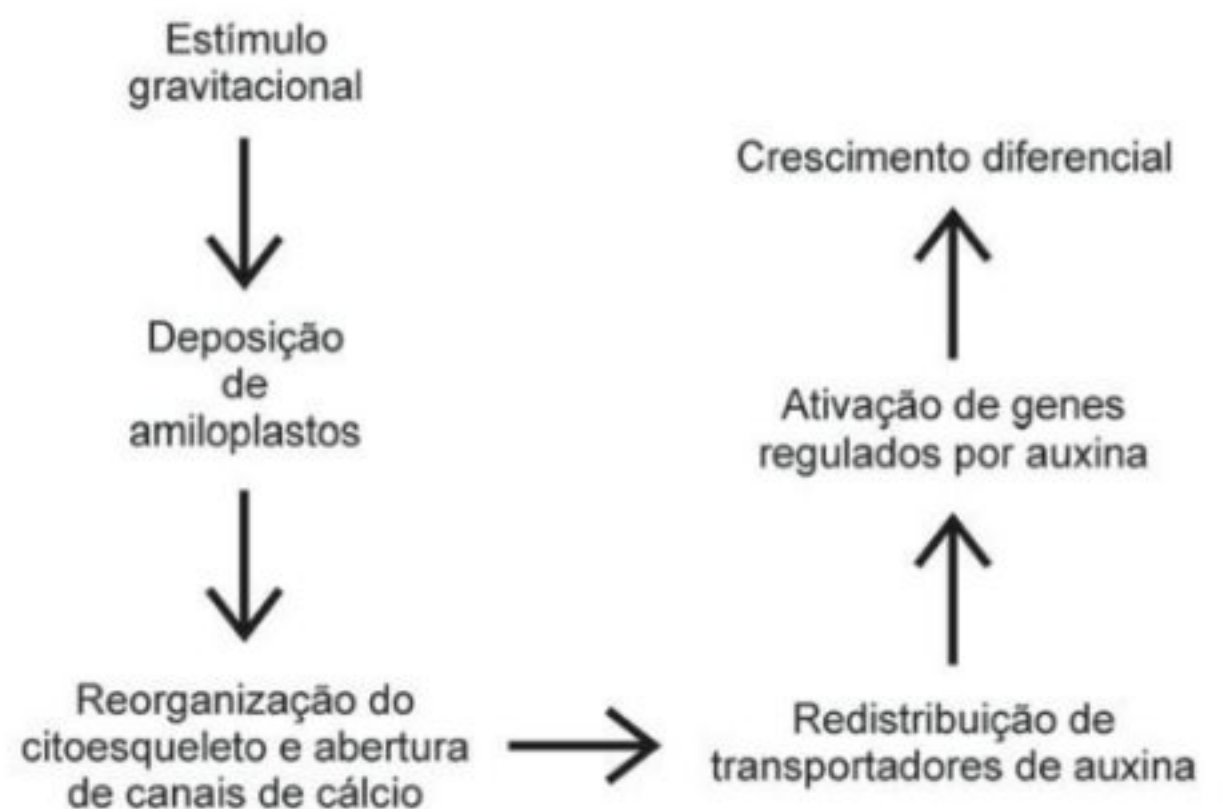 Estímulo
gravitacional
Deposição
de
amiloplastos
Reorganização do
citoesqueleto e abertura
de canais de cálcio
Redistribuição de
transportadores de auxina
Ativação de genes
regulados por auxina
Crescimento diferencial